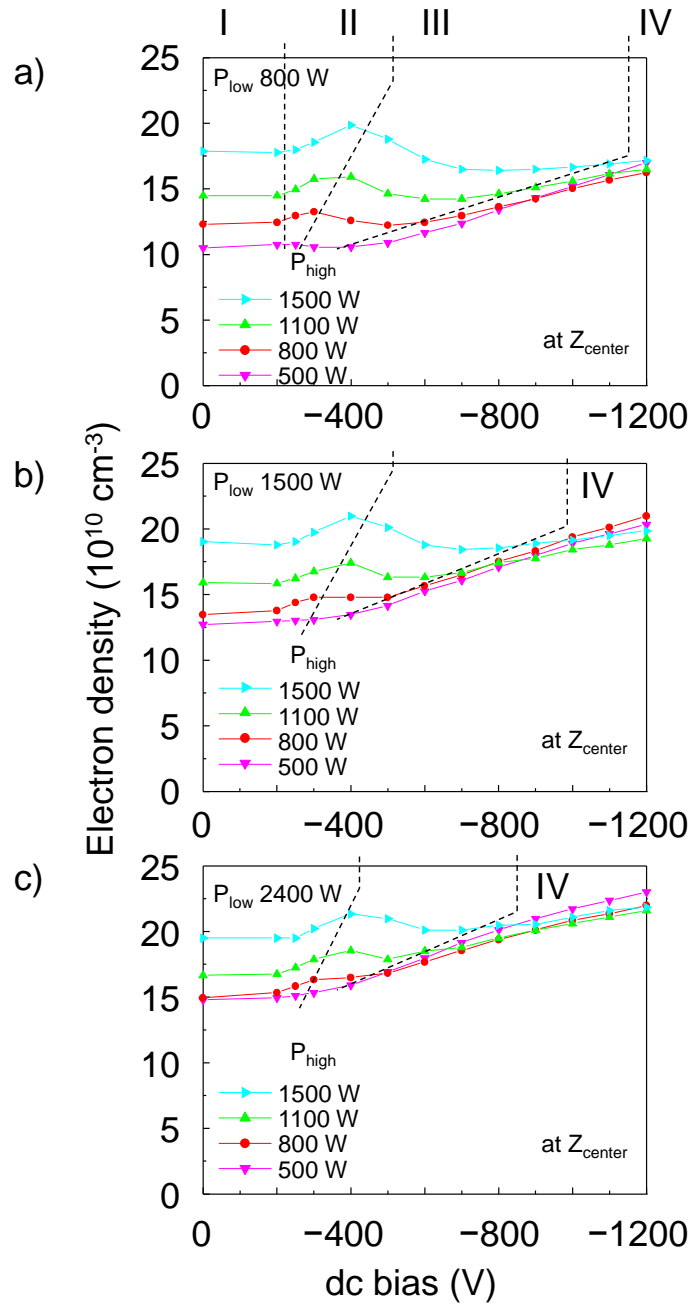 I II III IV
a)
P_low 800 W
25
20
15
10
5
0
P_high
1500 W
1100 W
800 W
500 W
at Z_center
0 −400 −800 −1200
b)
P_low 1500 W
IV
25
20
15
10
5
0
P_high
1500 W
1100 W
800 W
500 W
at Z_center
0 −400 −800 −1200
Electron density (10^10 cm^-3)
c)
P_low 2400 W
IV
25
20
15
10
5
0
P_high
1500 W
1100 W
800 W
500 W
at Z_center
0 −400 −800 −1200
dc bias (V)